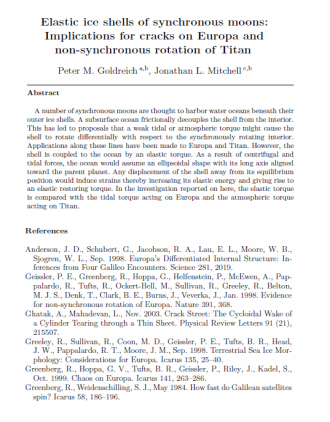 Elastic ice shells of synchronous moons:
Implications for cracks on Europa and
non-synchronous rotation of Titan
Peter M. Goldreich a,b, Jonathan L. Mitchell c,b
Abstract
A number of synchronous moons are thought to harbor water oceans beneath their
outer ice shells. A subsurface ocean frictionally decouples the shell from the interior.
This has led to proposals that a weak tidal or atmospheric torque might cause the
shell to rotate differentially with respect to the synchronously rotating interior.
Applications along these lines have been made to Europa and Titan. However, the
shell is coupled to the ocean by an elastic torque. As a result of centrifugal and
tidal forces, the ocean would assume an ellipsoidal shape with its long axis aligned
toward the parent planet. Any displacement of the shell away from its equilibrium
position would induce strains thereby increasing its elastic energy and giving rise to
an elastic restoring torque. In the investigation reported on here, the elastic torque
is compared with the tidal torque acting on Europa and the atmospheric torque
acting on Titan.
References
Anderson, J. D., Schubert, G., Jacobson, R. A., Lau, E. L., Moore, W. B.,
Sjogren, W. L., Sep. 1998. Europa's Differentiated Internal Structure: In-
ferences from Four Galileo Encounters. Science 281, 2019.
Geissler, P. E., Greenberg, R., Hoppa, G., Helfenstein, P., McEwen, A., Pap-
palardo, R., Tufts, R., Ockert-Bell, M., Sullivan, R., Greeley, R., Belton,
M. J. S., Denk, T., Clark, B. E., Burns, J., Veverka, J., Jan. 1998. Evidence
for non-synchronous rotation of Europa. Nature 391, 368.
Ghatak, A., Mahadevan, L., Nov. 2003. Crack Street: The Cycloidal Wake of
a Cylinder Tearing through a Thin Sheet. Physical Review Letters 91 (21),
215507.
Greeley, R., Sullivan, R., Coon, M. D., Geissler, P. E., Tufts, B. R., Head,
J. W., Pappalardo, R. T., Moore, J. M., Sep. 1998. Terrestrial Sea Ice Mor-
phology: Considerations for Europa. Icarus 135, 25–40.
Greenberg, R., Hoppa, G. V., Tufts, B. R., Geissler, P., Riley, J., Kadel, S.,
Oct. 1999. Chaos on Europa. Icarus 141, 263–286.
Greenberg, R., Weidenschilling, S. J., May 1984. How fast do Galilean satellites
spin? Icarus 58, 186–196.